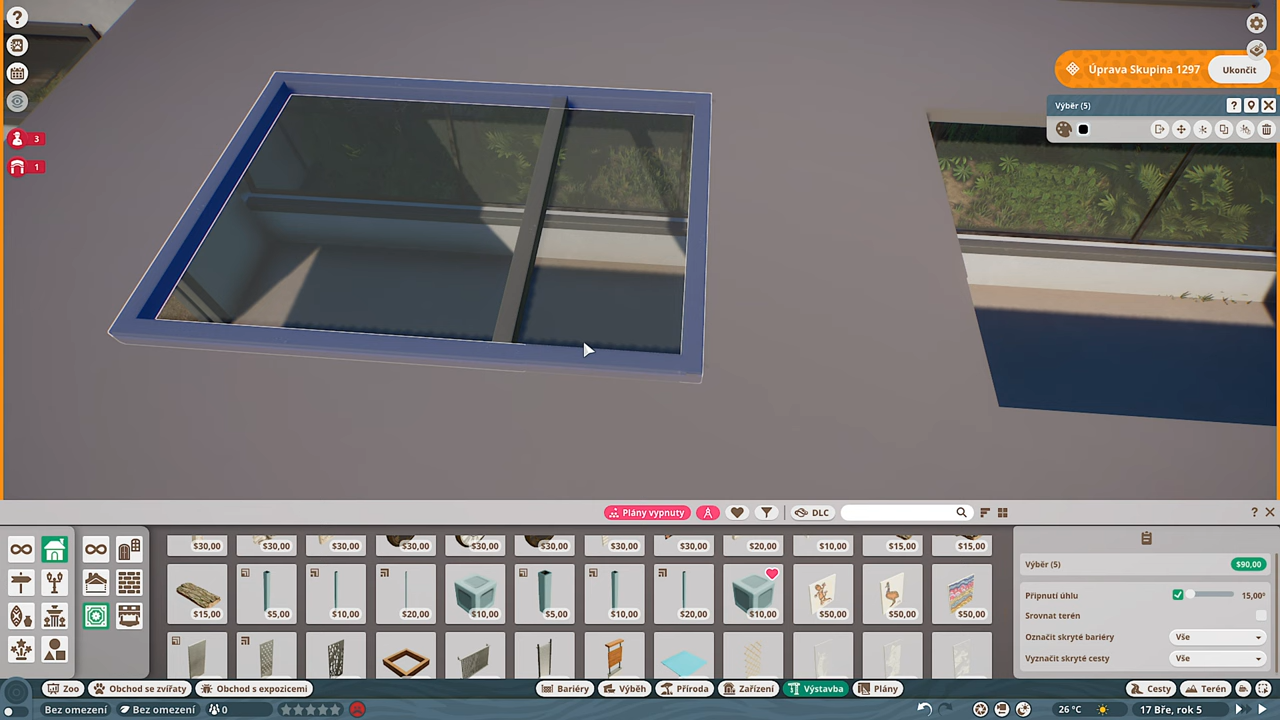 Úprava Skupina 1297
Ukončit
Výběr (5)
?
3
1
Plány vypnuty
DLC
?
$30,00
$30,00
$30,00
$30,00
$30,00
$30,00
$30,00
$30,00
$20,00
$10,00
$15,00
$15,00
$15,00
$5,00
$10,00
$20,00
$10,00
$5,00
$10,00
$20,00
$10,00
$50,00
$50,00
$50,00
Výběr (5)
$90,00
Připnutí úhlu
15,00°
Srovnat terén
Označit skryté bariéry
Vše
Vyznačit skryté cesty
Vše
Zoo
Obchod se zvířaty
Obchod s expozicemi
Bariéry
Výběh
Příroda
Zařízení
Výstavba
Plány
Cesty
Terén
Bez omezení
Bez omezení
0
26 °C
17 Bře, rok 5